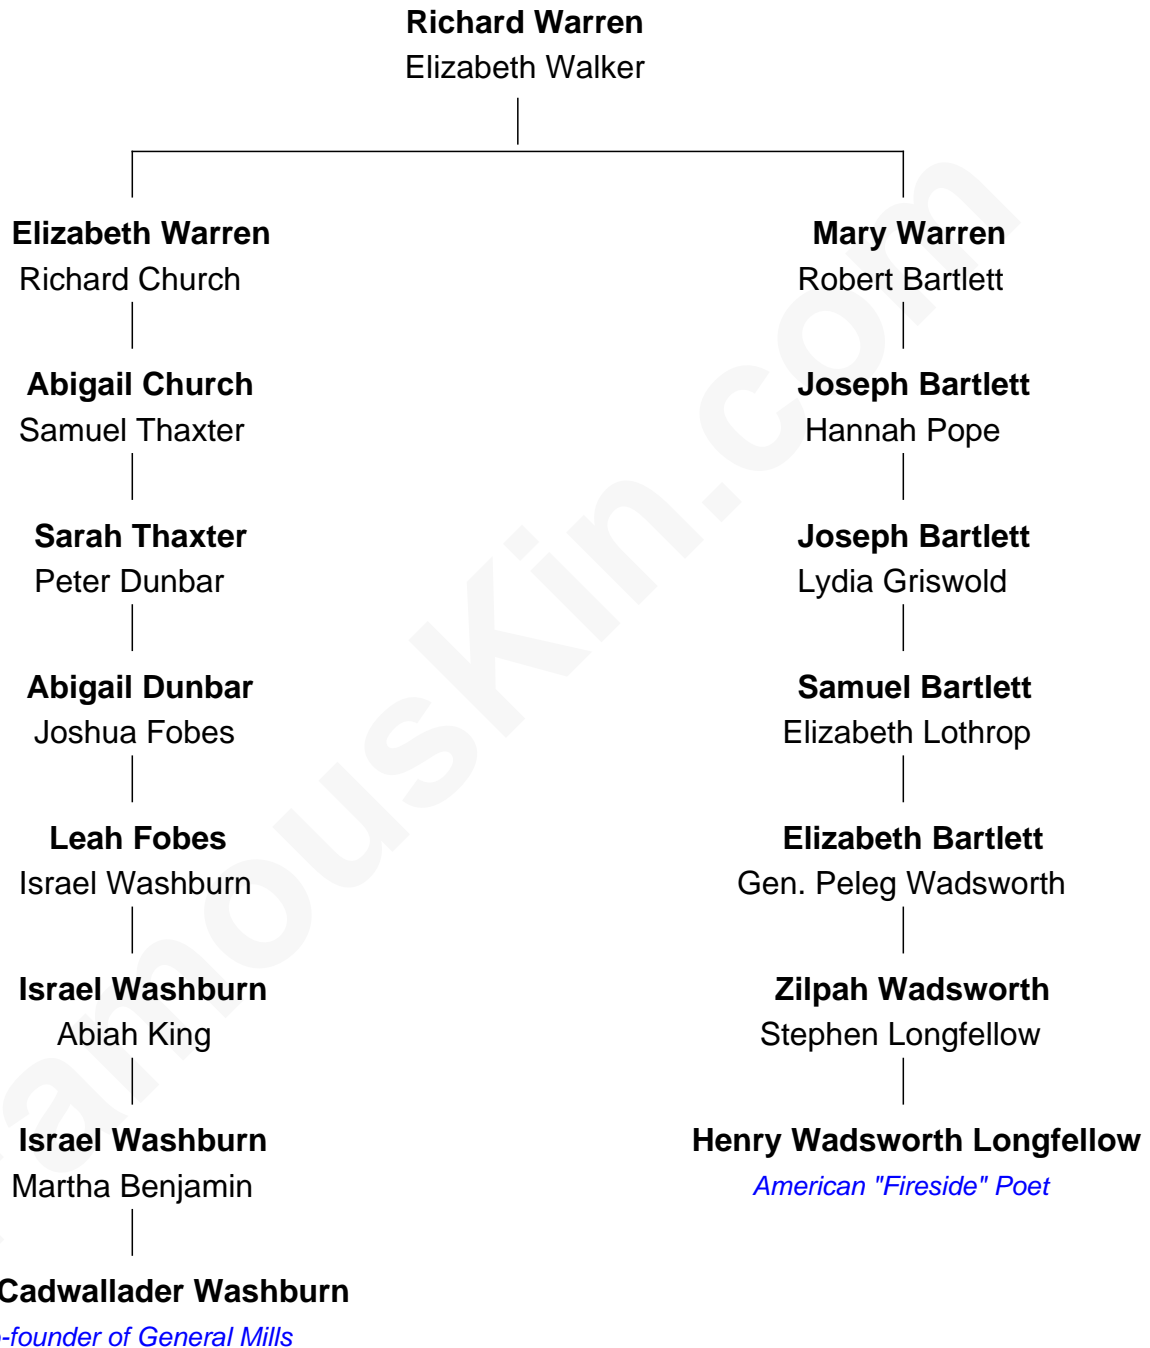 Richard Warren
Elizabeth Walker
Elizabeth Warren
Richard Church
Abigail Church
Samuel Thaxter
Sarah Thaxter
Peter Dunbar
Abigail Dunbar
Joshua Fobes
Leah Fobes
Israel Washburn
Israel Washburn
Abiah King
Israel Washburn
Martha Benjamin
Cadwallader Washburn
-founder of General Mills
Mary Warren
Robert Bartlett
Joseph Bartlett
Hannah Pope
Joseph Bartlett
Lydia Griswold
Samuel Bartlett
Elizabeth Lothrop
Elizabeth Bartlett
Gen. Peleg Wadsworth
Zilpah Wadsworth
Stephen Longfellow
Henry Wadsworth Longfellow
American "Fireside" Poet
FamousKin.com